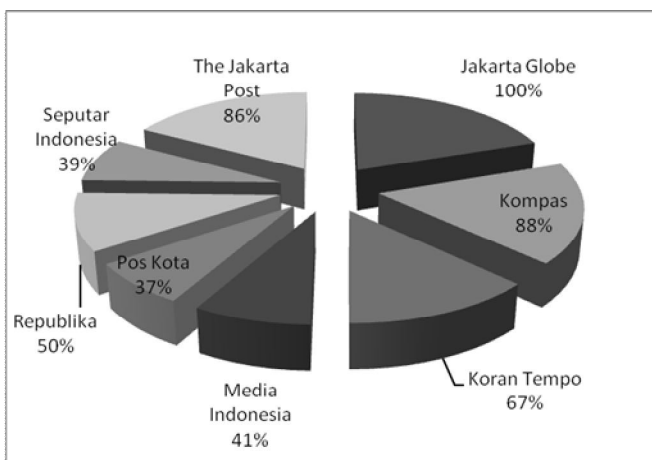 Jakarta Globe
100%
Kompas
88%
Koran Tempo
67%
Media
Indonesia
41%
Pos Kota
37%
Republika
50%
Seputar
Indonesia
39%
The Jakarta
Post
86%